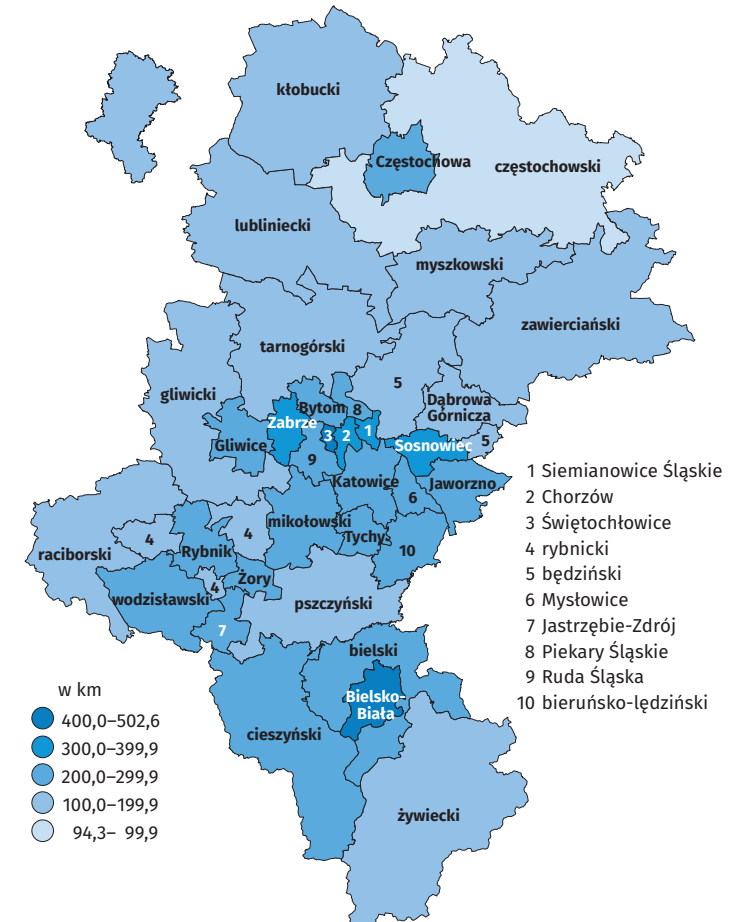 kłobucki
Częstochowa
częstochowski
lubliniecki
myszkowski
zawierciański
tarnogórski
5
gliwicki
Dąbrowa
Górnicza
Bytom
8
Zabrze
3
2
1
Sosnowiec
5
Gliwice
9
Katowice
6
Jaworzno
mikołowski
Tychy
10
raciborski
4
Rybnik
4
Żory
4
wodzisławski
pszczyński
7
bielski
Bielsko-
Biała
cieszyński
żywiecki
1 Siemianowice Śląskie
2 Chorzów
3 Świętochłowice
4 rybnicki
5 będziński
6 Mysłowice
7 Jastrzębie-Zdrój
8 Piekary Śląskie
9 Ruda Śląska
10 bieruńsko-lędziński
w km
400,0–502,6
300,0–399,9
200,0–299,9
100,0–199,9
94,3– 99,9